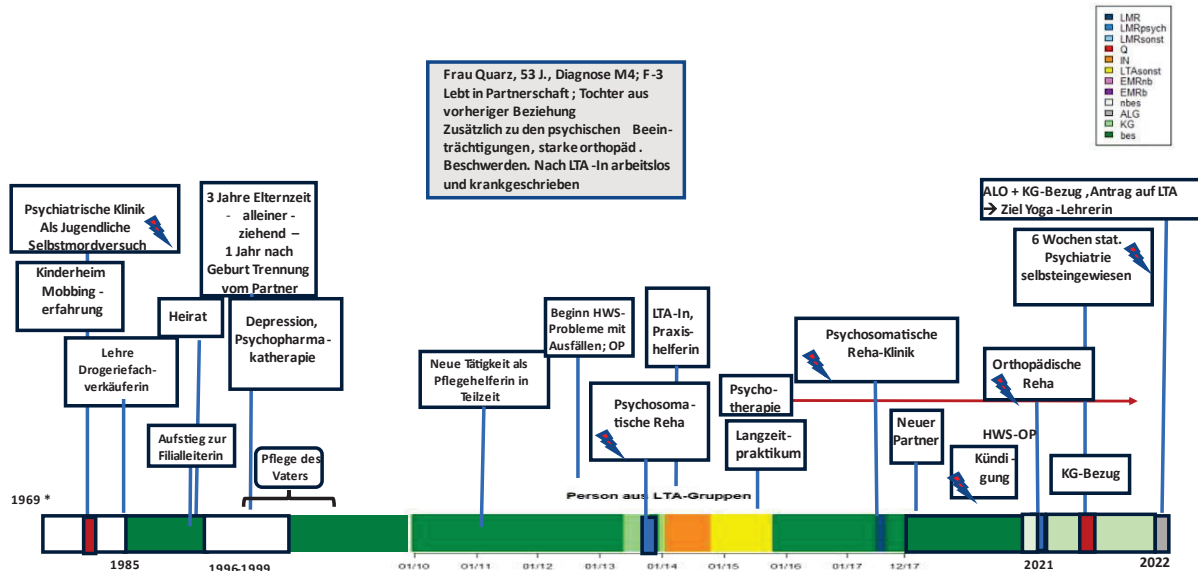 LMR
LMRpsych
LMRsonst
Q
IN
LTAsonst
EMRnb
EMRb
nbes
ALG
KG
bes
Frau Quarz, 53 J., Diagnose M4; F-3
Lebt in Partnerschaft ; Tochter aus
vorheriger Beziehung
Zusätzlich zu den psychischen Beein-
trächtigungen, starke orthopäd .
Beschwerden. Nach LTA -In arbeitslos
und krankgeschrieben
Psychiatrische Klinik
Als Jugendliche
Selbstmordversuch
3 Jahre Elternzeit
- alleiner -
ziehend –
1 Jahr nach
Geburt Trennung
vom Partner
ALO + KG-Bezug , Antrag auf LTA
→ Ziel Yoga -Lehrerin
6 Wochen stat.
Psychiatrie
selbsteingewiesen
Kinderheim
Mobbing -
erfahrung
Heirat
Depression,
Psychopharma-
katherapie
Beginn HWS-
Probleme mit
Ausfällen; OP
LTA-In,
Praxis-
helferin
Psychosomatische
Reha-Klinik
Lehre
Drogeriefach-
verkäuferin
Neue Tätigkeit als
Pflegehelferin in
Teilzeit
Psychosoma-
tische Reha
Psycho-
therapie
Orthopädische
Reha
Aufstieg zur
Filialleiterin
Pflege des
Vaters
Langzeit-
praktikum
Neuer
Partner
HWS-OP
Kündi -
gung
KG-Bezug
1969 *
Person aus LTA-Gruppen
1985
1996-1999
01/10
01/11
01/12
01/13
01/14
01/15
01/16
01/17
12/17
2021
2022